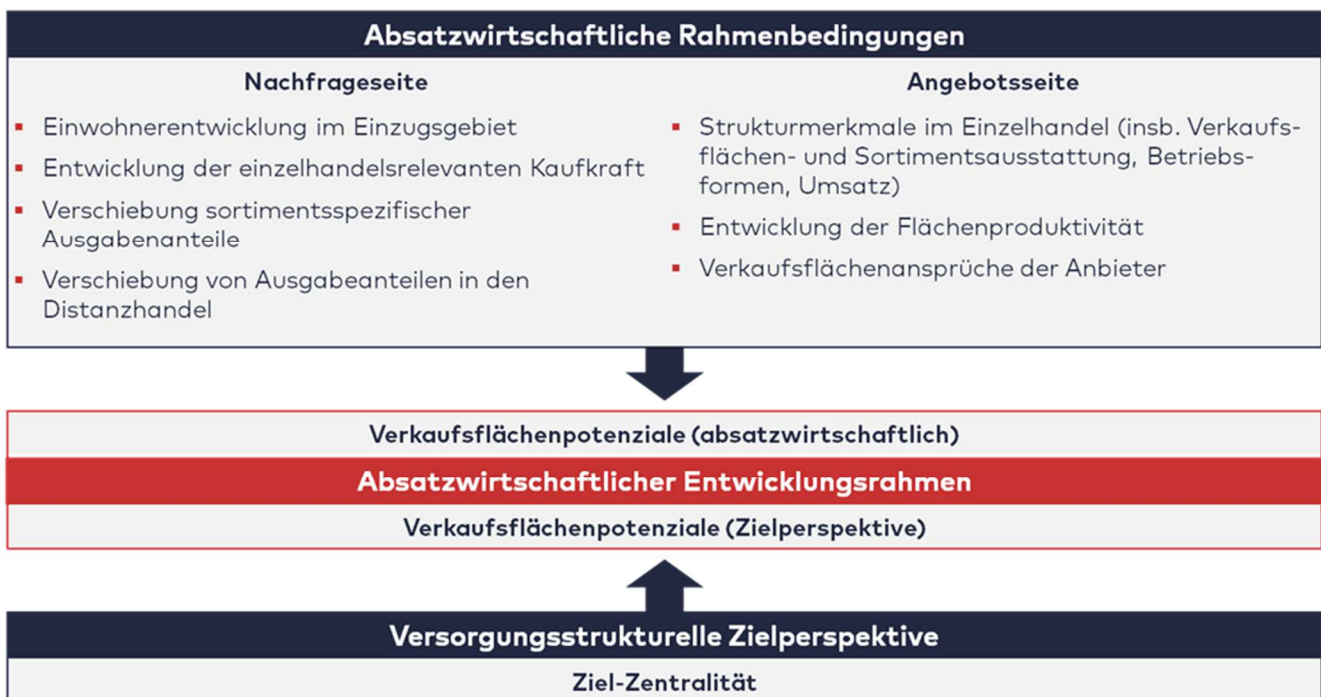 Absatzwirtschaftliche Rahmenbedingungen
Nachfrageseite
▪ Einwohnerentwicklung im Einzugsgebiet
▪ Entwicklung der einzelhandelsrelevanten Kaufkraft
▪ Verschiebung sortimentsspezifischer
Ausgabenanteile
▪ Verschiebung von Ausgabeanteilen in den
Distanzhandel
Angebotsseite
▪ Strukturmerkmale im Einzelhandel (insb. Verkaufs-
flächen- und Sortimentsausstattung, Betriebs-
formen, Umsatz)
▪ Entwicklung der Flächenproduktivität
▪ Verkaufsflächenansprüche der Anbieter
Verkaufsflächenpotenziale (absatzwirtschaftlich)
Absatzwirtschaftlicher Entwicklungsrahmen
Verkaufsflächenpotenziale (Zielperspektive)
Versorgungsstrukturelle Zielperspektive
Ziel-Zentralität